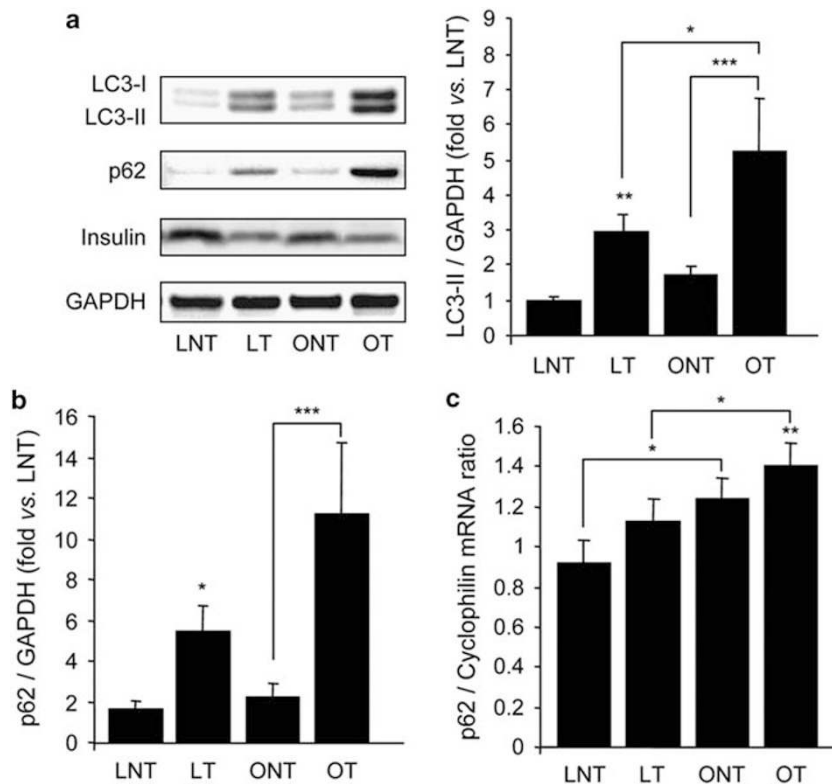 a
LC3-I
LC3-II
p62
Insulin
GAPDH
LNT LT ONT OT
LC3-II / GAPDH (fold vs. LNT)
9
8
7
6
5
4
3
2
1
0
*
***
**
LNT LT ONT OT
b
p62 / GAPDH (fold vs. LNT)
16
14
12
10
8
6
4
2
0
***
*
LNT LT ONT OT
c
p62 / Cyclophilin mRNA ratio
1.6
1.4
1.2
1
0.8
0.6
0.4
0.2
0
*
**
*
LNT LT ONT OT